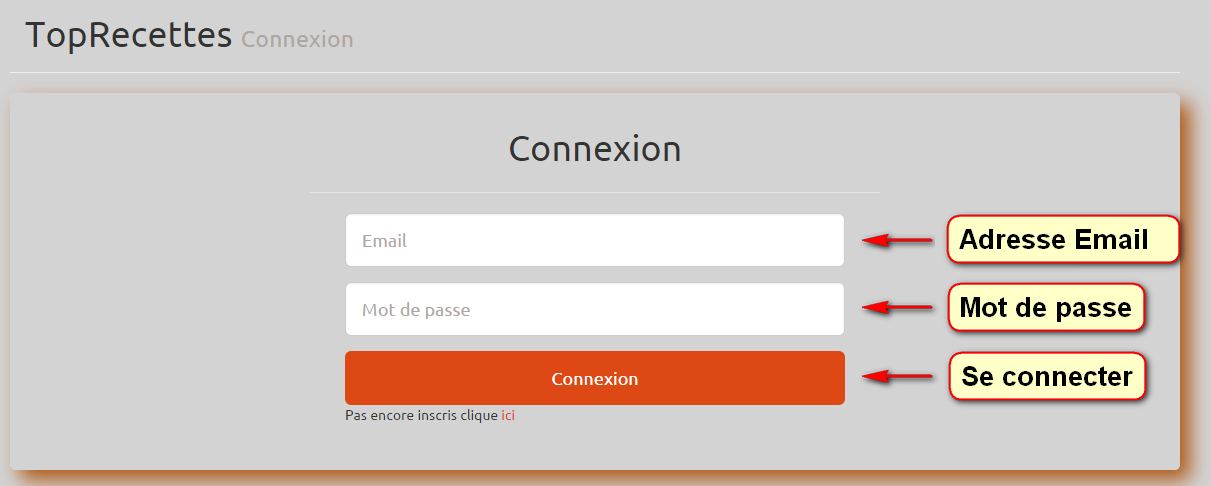 TopRecettes Connexion
Connexion
Email
Adresse Email
Mot de passe
Mot de passe
Connexion
Se connecter
Pas encore inscris clique ici